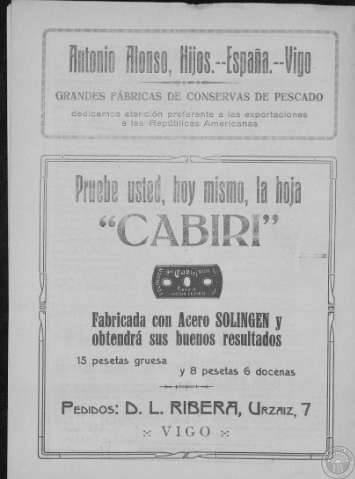 Antonio Alonso, Hijos.--España.--Vigo
GRANDES FÁBRICAS DE CONSERVAS DE PESCADO
dedicamos atención preferente a las exportaciones
a las Repúblicas Americanas
Pruebe usted, hoy mismo, la hoja
“CABIRI”
Cabiri
Fabricada con Acero SOLINGEN y
obtendrá sus buenos resultados
15 pesetas gruesa
y 8 pesetas 6 docenas
PEDIDOS: D. L. RIBERA, URZAIZ, 7
VIGO